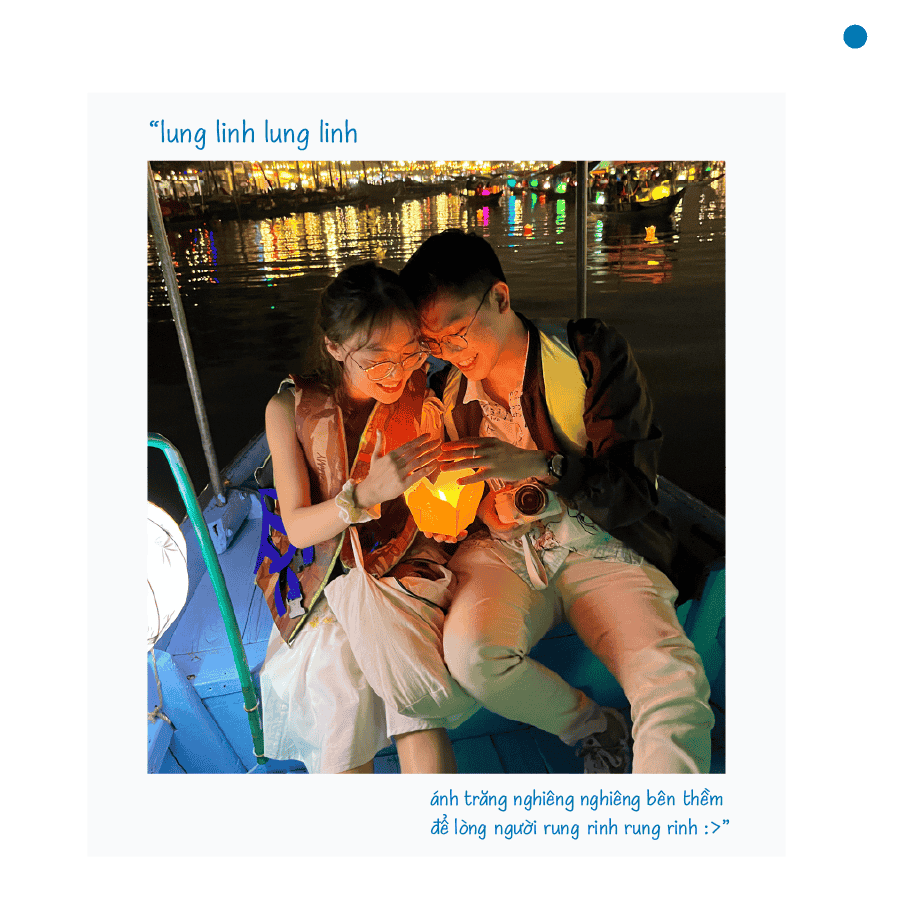 “lung linh lung linh
ánh trăng nghiêng nghiêng bên thềm
để lòng người rung rinh rung rinh :>”